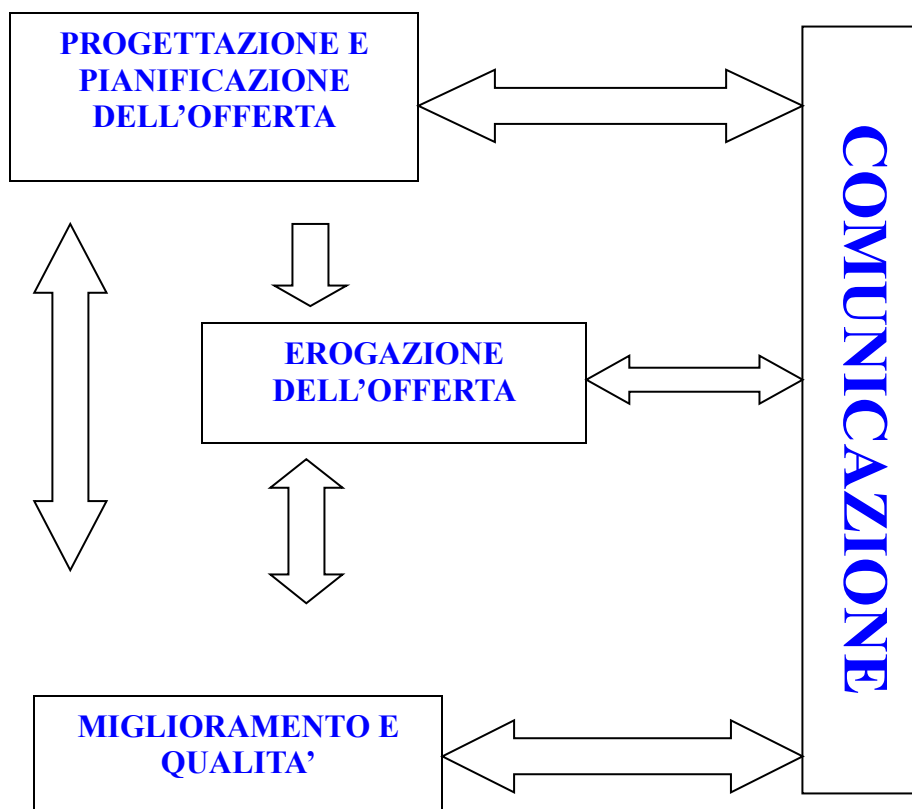 PROGETTAZIONE E
PIANIFICAZIONE
DELL’OFFERTA
COMUNICAZIONE
EROGAZIONE
DELL’OFFERTA
MIGLIORAMENTO E
QUALITA’